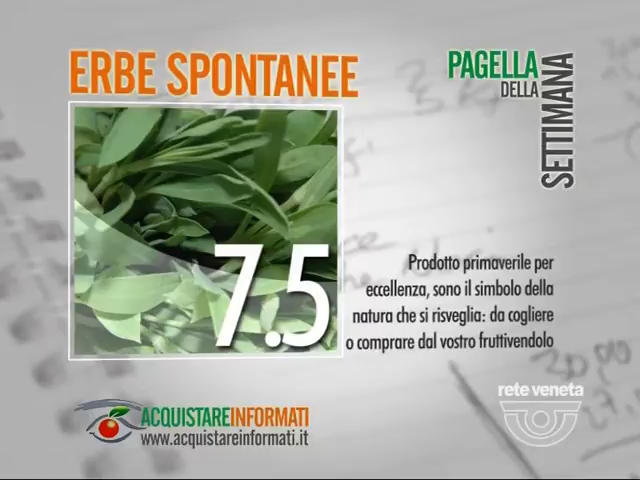 ERBE SPONTANEE
PAGELLA
DELLA
SETTIMANA
7.5
Prodotto primaverile per
eccellenza, sono il simbolo della
natura che si risveglia: da cogliere
o comprare dal vostro fruttivendolo
ACQUISTAREINFORMATI
www.acquistareinformati.it
rete veneta